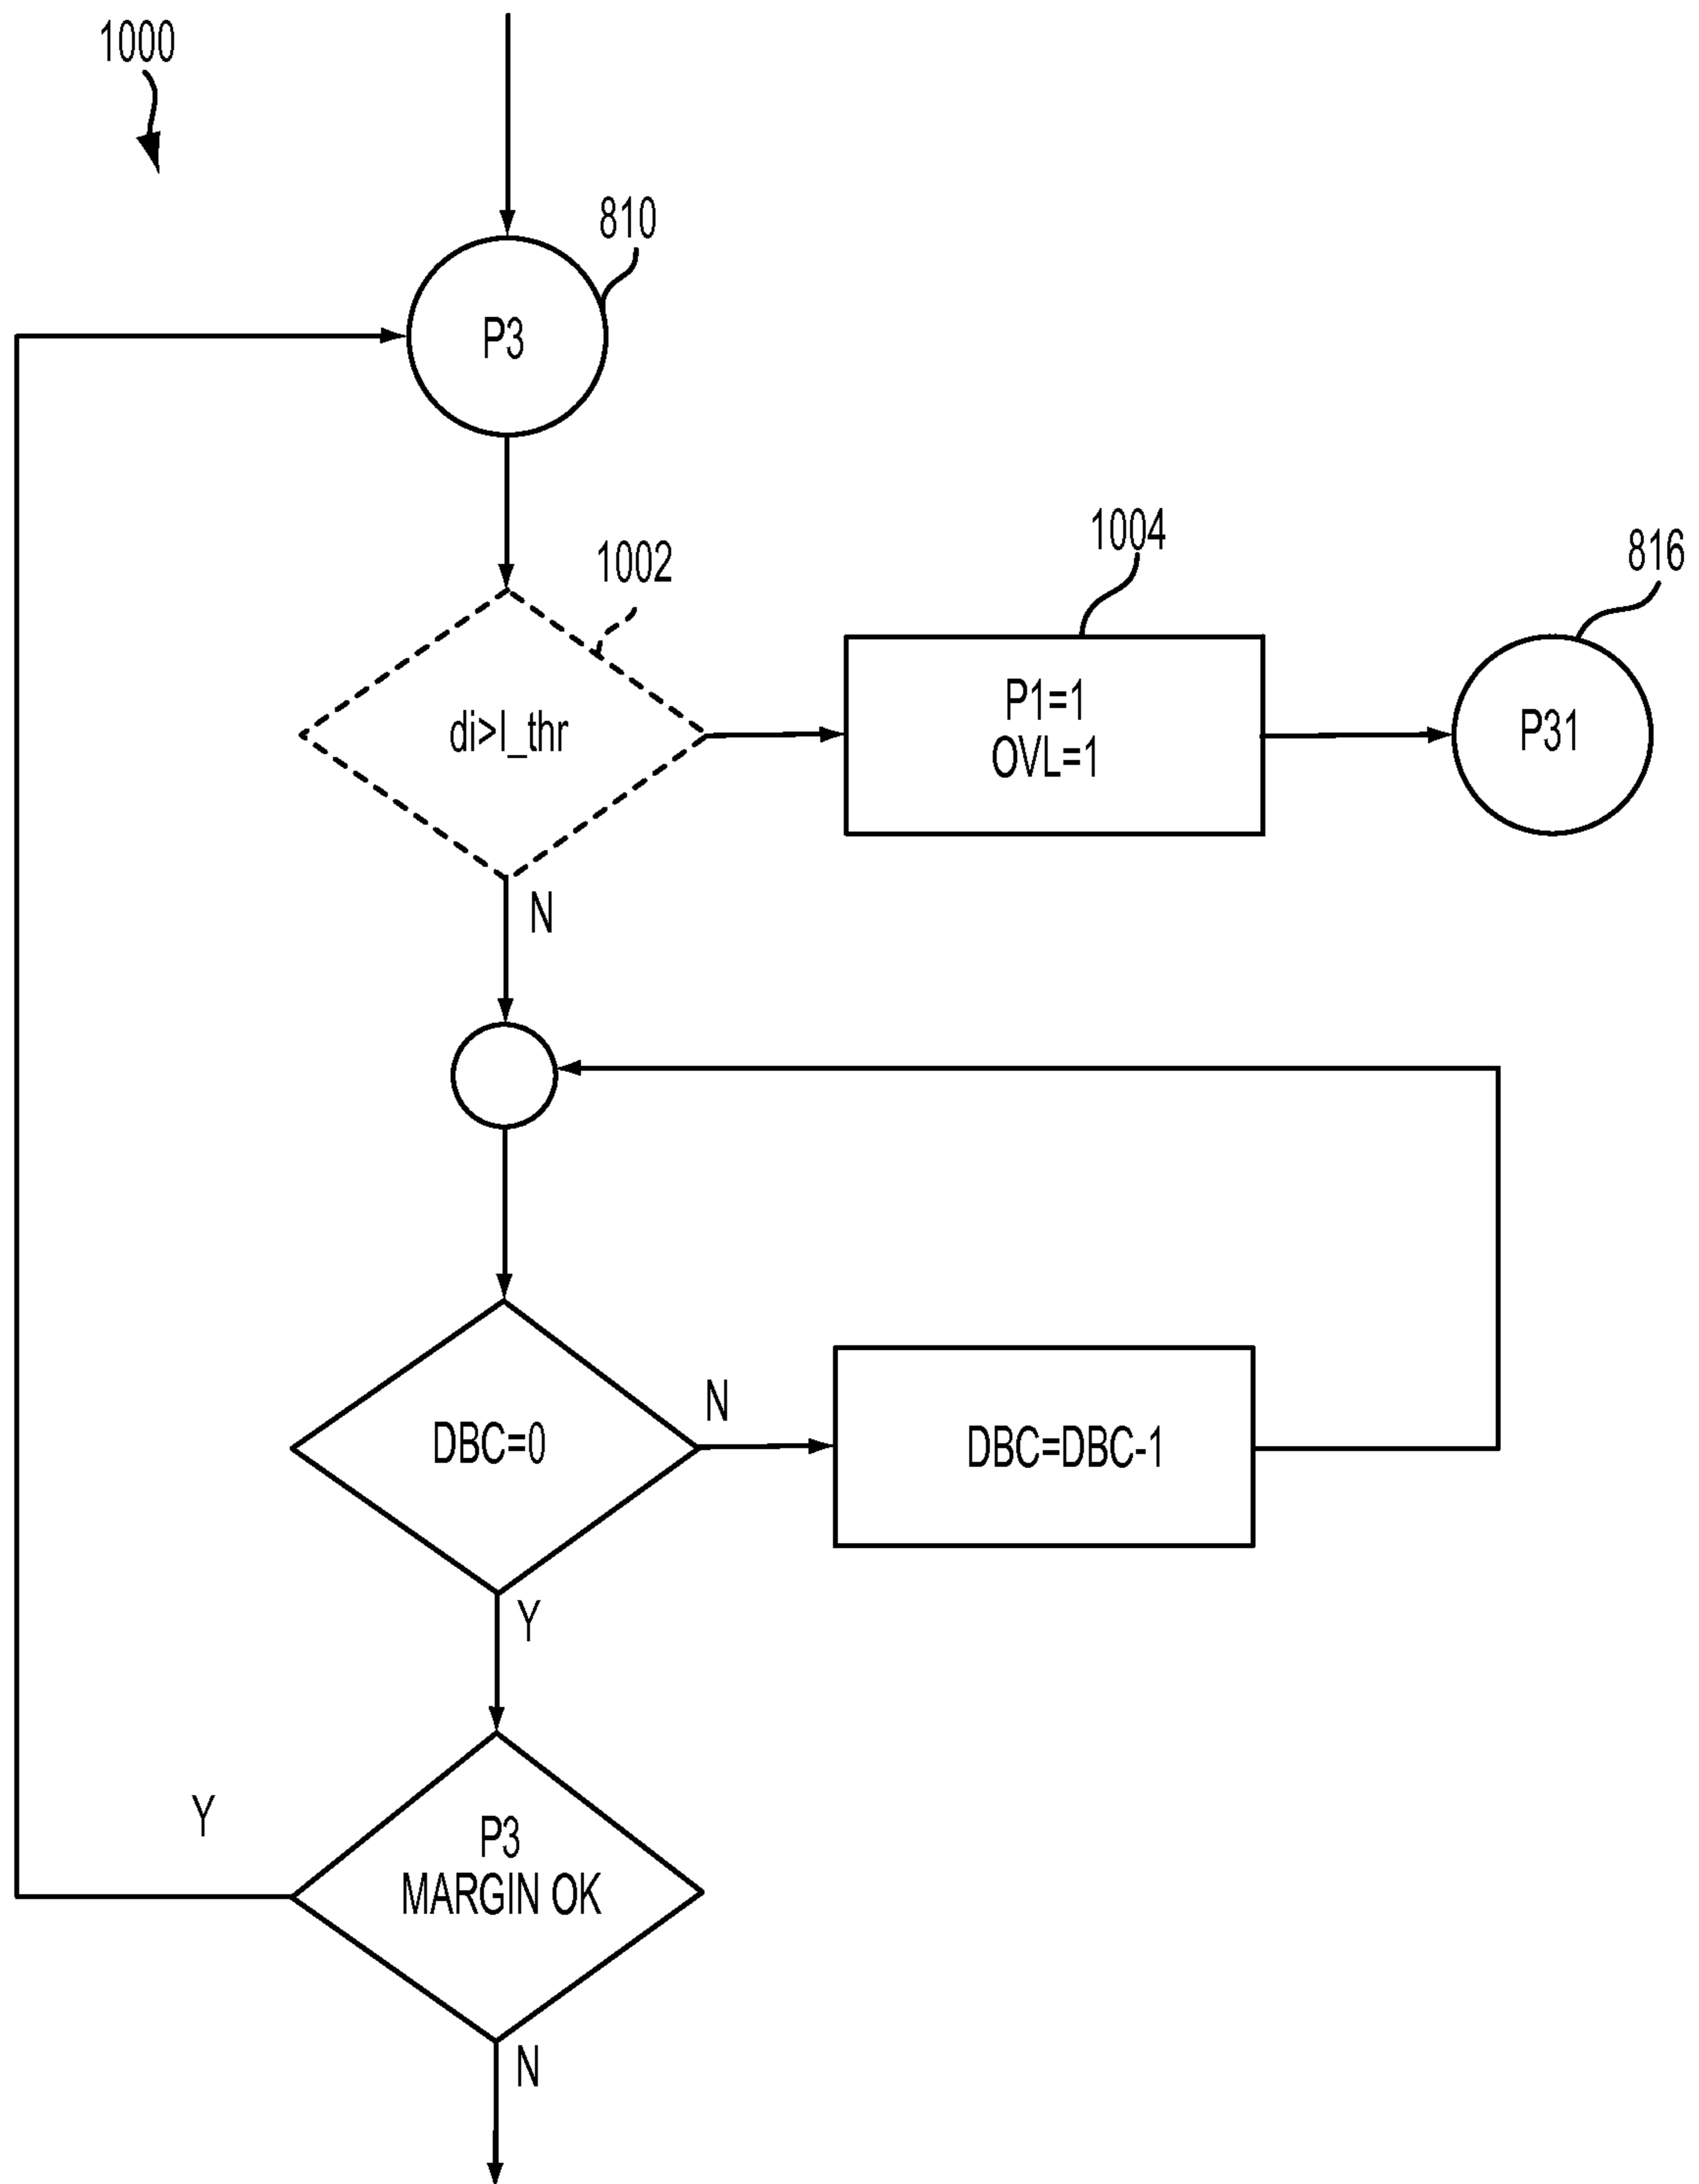 1000
810
P3
1002
1004
816
di>I_thr
P1=1
OVL=1
P31
N
DBC=0
N
DBC=DBC-1
Y
Y
P3
MARGIN OK
N